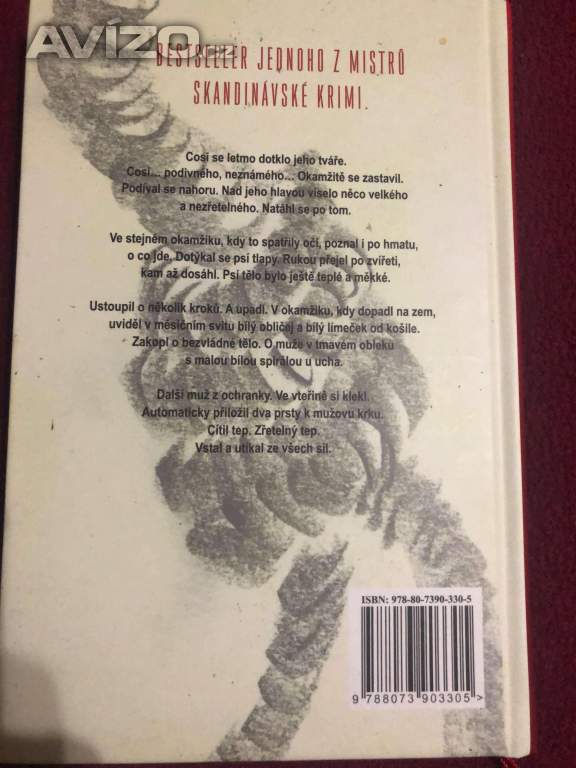 AVÍZO.cz
BESTSELLER JEDNOHO Z MISTRŮ
SKANDINÁVSKÉ KRIMI.
Cosi se letmo dotklo jeho tváře.
Cosi... podivného, neznámého... Okamžitě se zastavil.
Podíval se nahoru. Nad jeho hlavou viselo něco velkého
a nezřetelného. Natáhl se po tom.
Ve stejném okamžiku, kdy to spatřily oči, poznal i po hmatu,
o co jde. Dotýkal se psí tlapy. Rukou přejel po zvířeti,
kam až dosáhl. Psí tělo bylo ještě teplé a měkké.
Ustoupil o několik kroků. A upadl. V okamžiku, kdy dopadl na zem,
uviděl v měsíčním svitu bílý obličej a bílý límeček od košile.
Zakopl o bezvládné tělo. O muže v tmavém obleku
s malou bílou spirálou u ucha.
Další muž z ochranky. Ve vteřině si klekl.
Automaticky přiložil dva prsty k mužovu krku.
Cítil tep. Zřetelný tep.
Vstal a utíkal ze všech sil.
ISBN: 978-80-7390-330-5
9 788073 903305 >